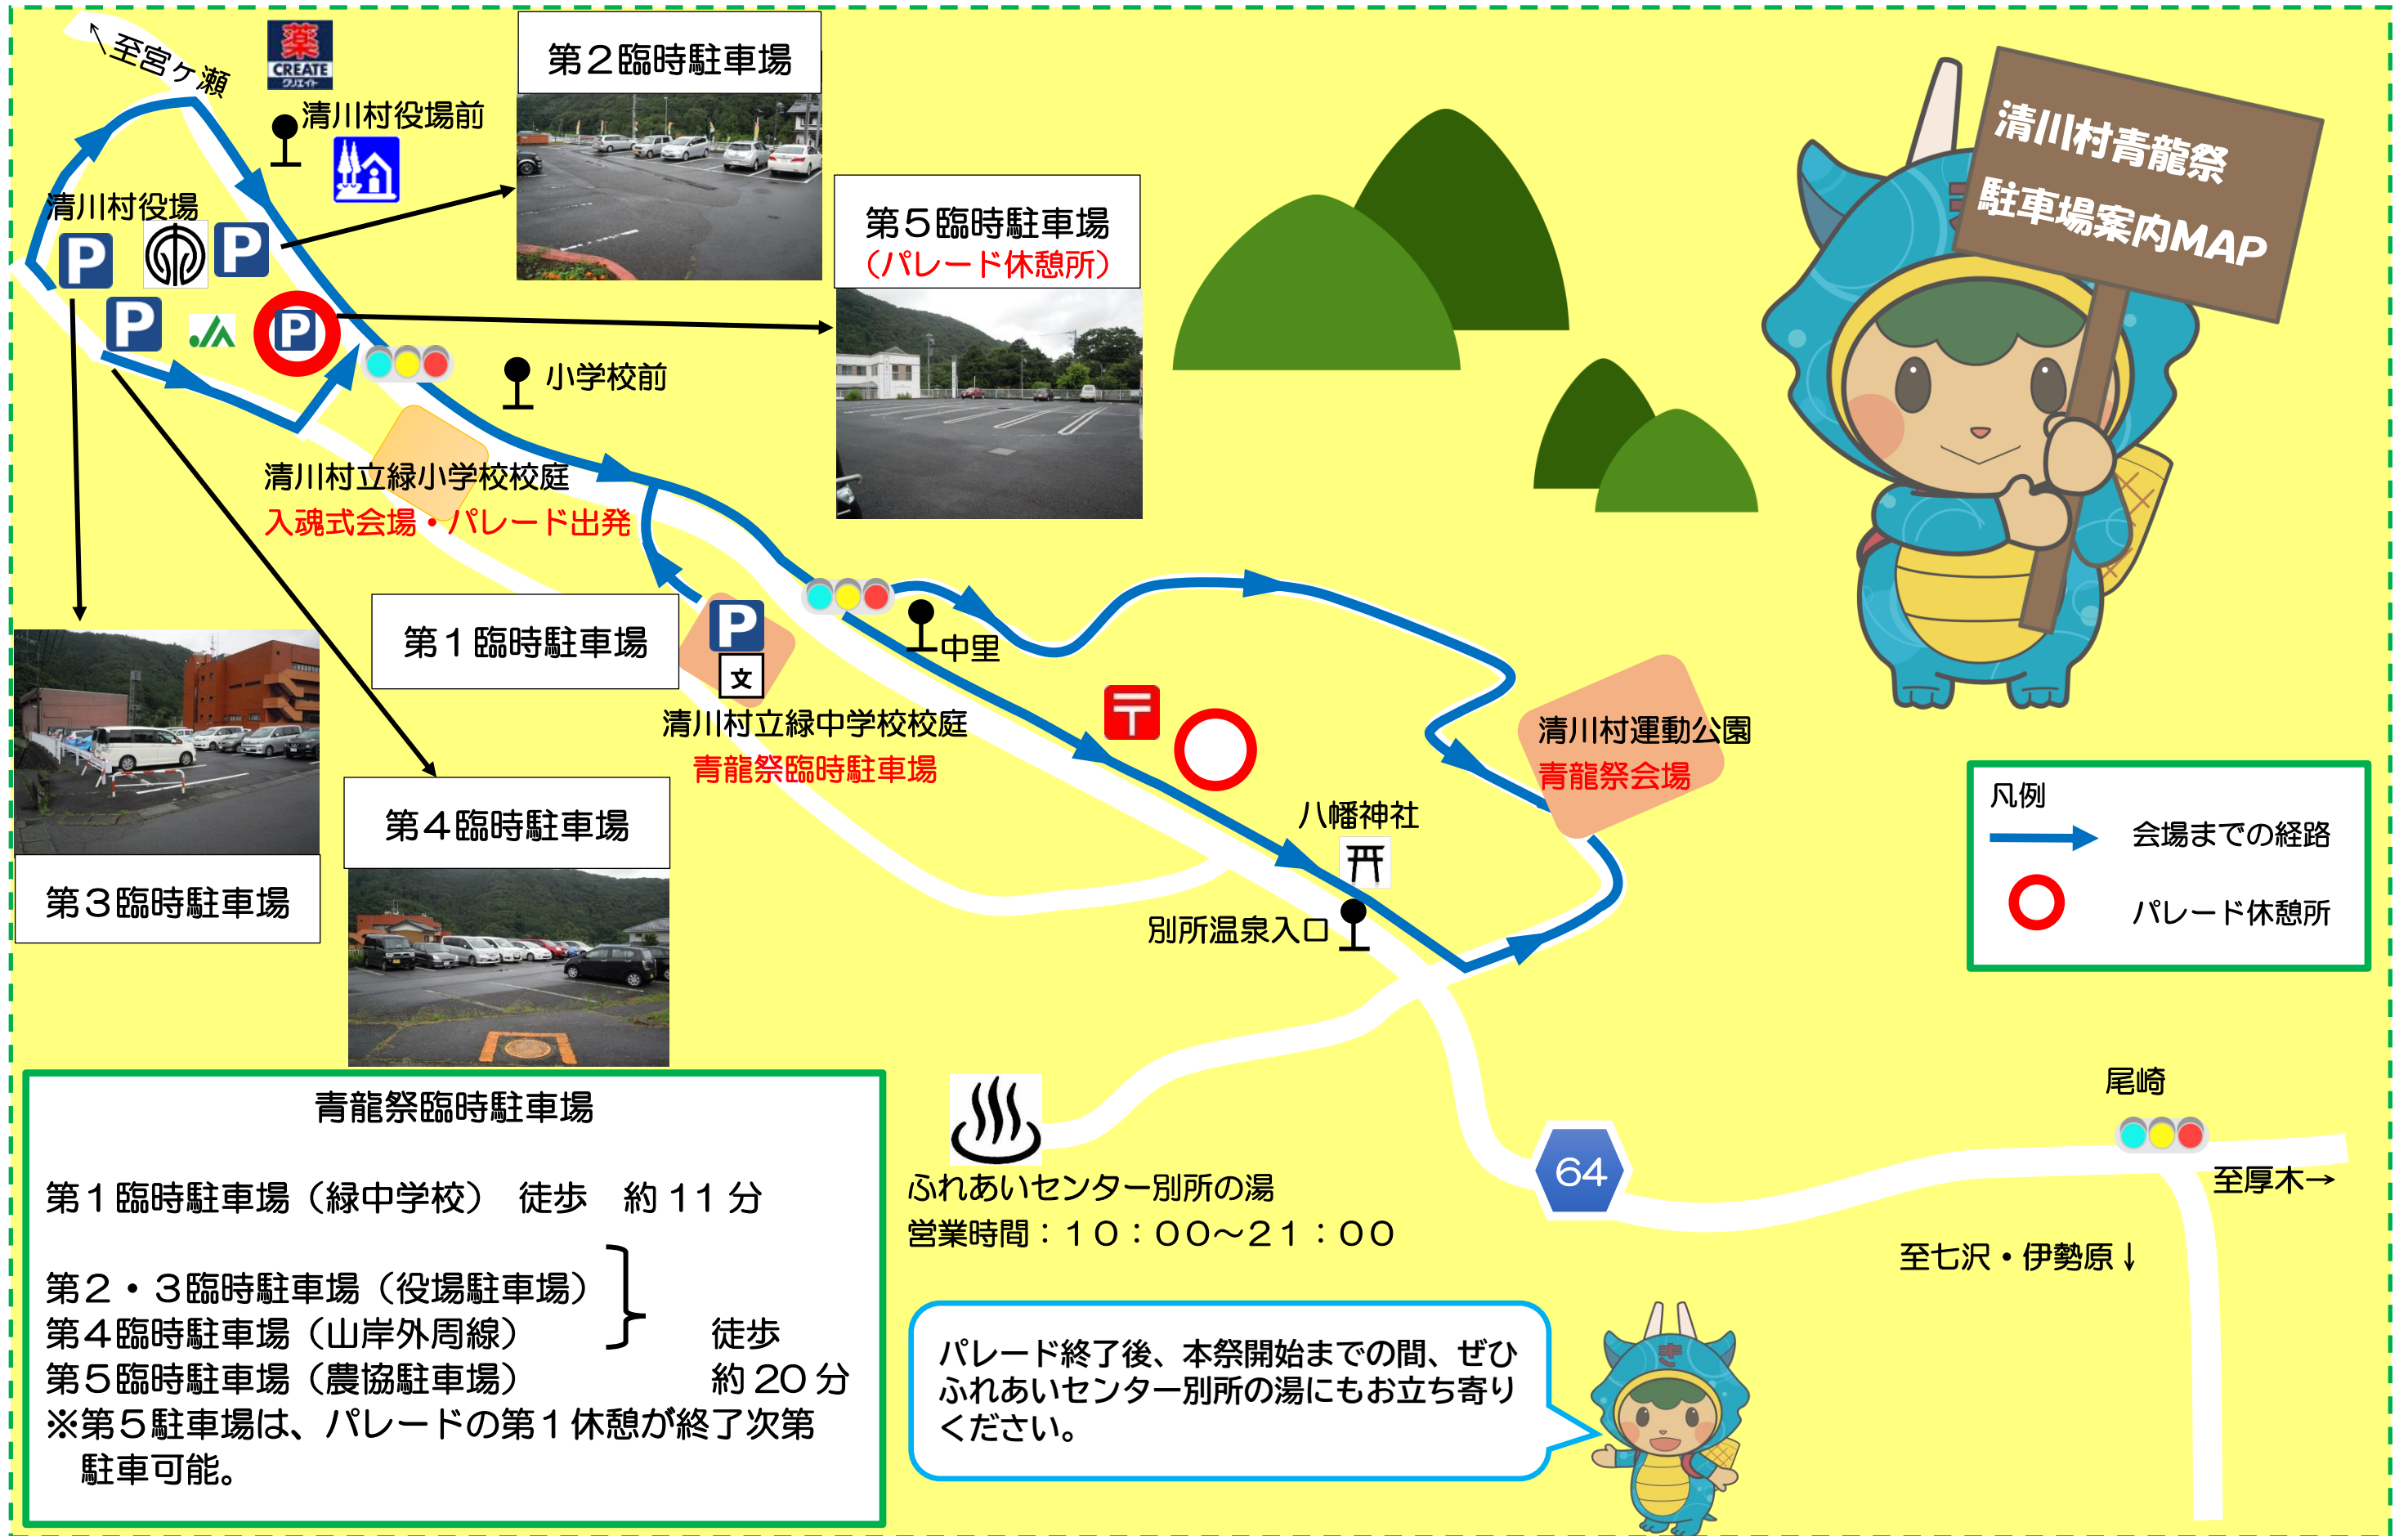 ↑至宮ヶ瀬
薬
CREATE
クリエイト
清川村役場前
第２臨時駐車場
清川村青龍祭
駐車場案内MAP
清川村役場
P
P
P
P
第５臨時駐車場
（パレード休憩所）
小学校前
清川村立緑小学校校庭
入魂式会場・パレード出発
第１臨時駐車場
P
文
中里
清川村立緑中学校校庭
青龍祭臨時駐車場
〒
清川村運動公園
青龍祭会場
第４臨時駐車場
第３臨時駐車場
八幡神社
別所温泉入口
凡例
会場までの経路
パレード休憩所
青龍祭臨時駐車場
第１臨時駐車場（緑中学校）　徒歩　約 11 分
第２・３臨時駐車場（役場駐車場）
第４臨時駐車場（山岸外周線）　徒歩
第５臨時駐車場（農協駐車場）　約 20 分
※第５駐車場は、パレードの第１休憩が終了次第
駐車可能。
ふれあいセンター別所の湯
営業時間：１０：００～２１：００
64
尾崎
至厚木→
至七沢・伊勢原↓
パレード終了後、本祭開始までの間、ぜひ
ふれあいセンター別所の湯にもお立ち寄り
ください。